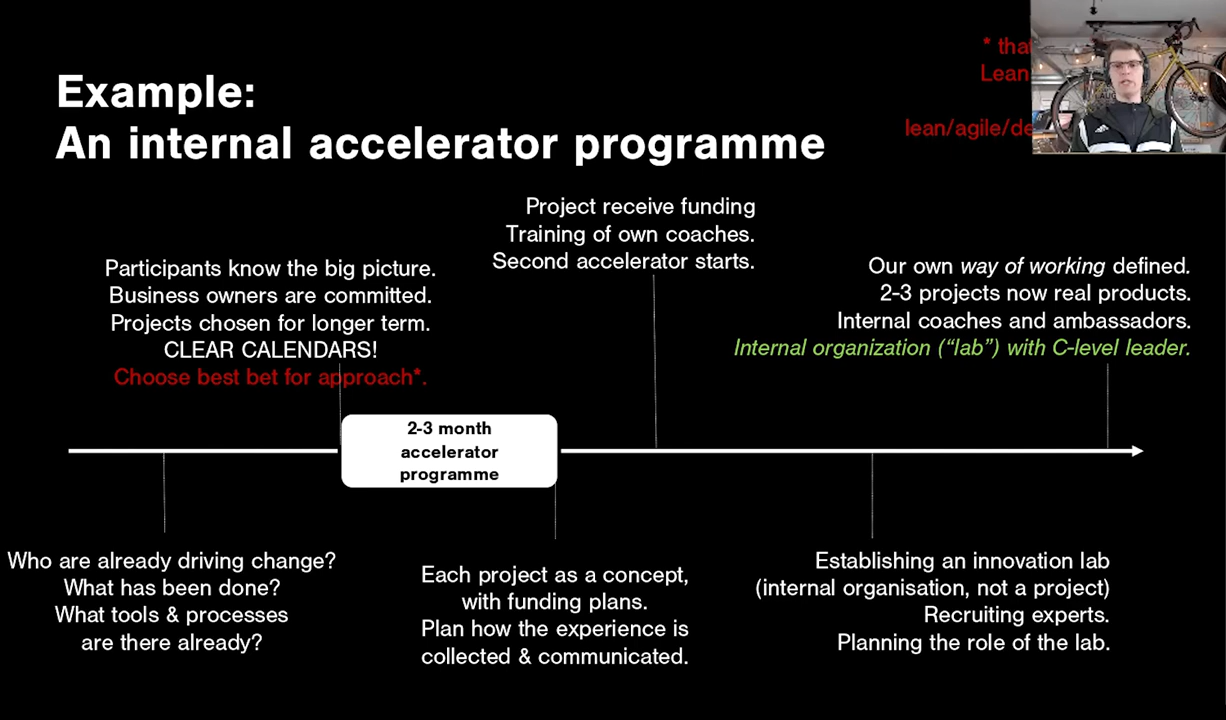 Example:
An internal accelerator programme
* that
Lean
lean/agile/de
Project receive funding
Training of own coaches.
Second accelerator starts.
Participants know the big picture.
Business owners are committed.
Projects chosen for longer term.
CLEAR CALENDARS!
Choose best bet for approach*.
Our own way of working defined.
2-3 projects now real products.
Internal coaches and ambassadors.
Internal organization (“lab”) with C-level leader.
2-3 month
accelerator
programme
Who are already driving change?
What has been done?
What tools & processes
are there already?
Each project as a concept,
with funding plans.
Plan how the experience is
collected & communicated.
Establishing an innovation lab
(internal organisation, not a project)
Recruiting experts.
Planning the role of the lab.